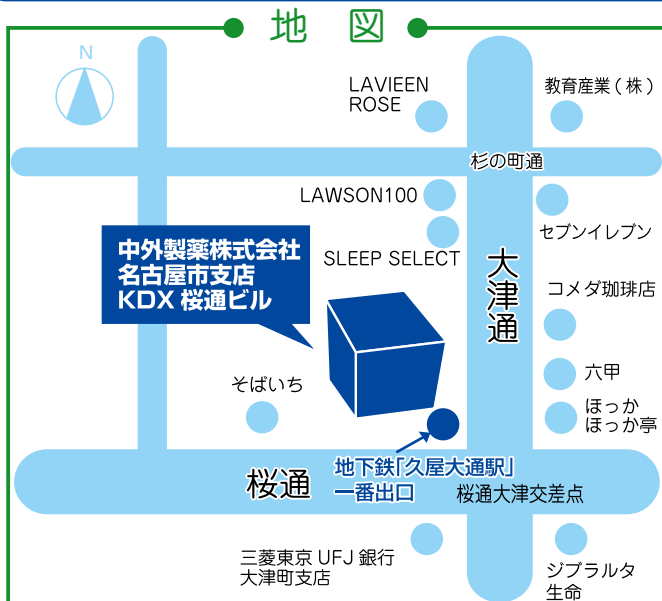 地 図
N
LAVIEEN
ROSE
教育産業(株)
杉の町通
LAWSON100
セブンイレブン
SLEEP SELECT
中外製薬株式会社
名古屋市支店
KDX 桜通ビル
大津通
コメダ珈琲店
六甲
そばいち
ほっか
ほっか亭
地下鉄「久屋大通駅」
一番出口
桜通
桜通大津交差点
三菱東京 UFJ 銀行
大津町支店
ジブラルタ
生命